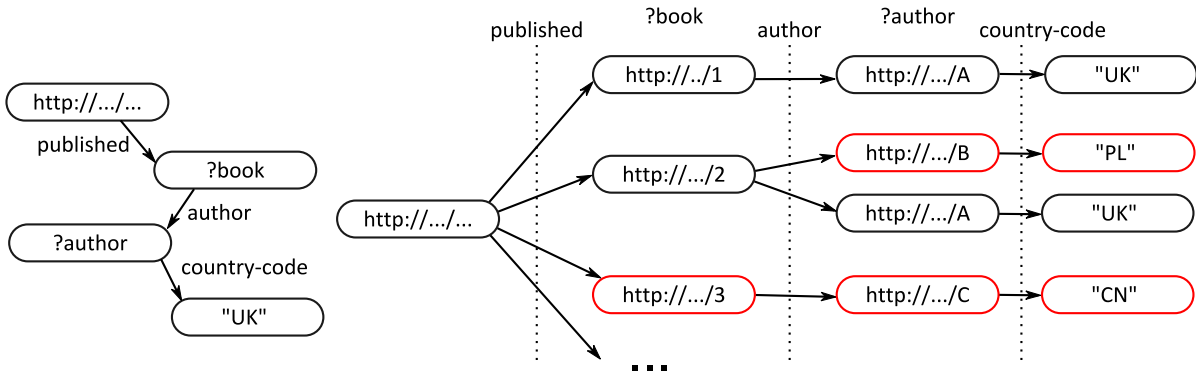 http://.../...
published
?book
author
?author
country-code
"UK"
published
?book
author
?author
country-code
http://../1
http://.../A
"UK"
http://.../B
"PL"
http://.../2
http://.../A
"UK"
http://.../...
http://.../3
http://.../C
"CN"
...